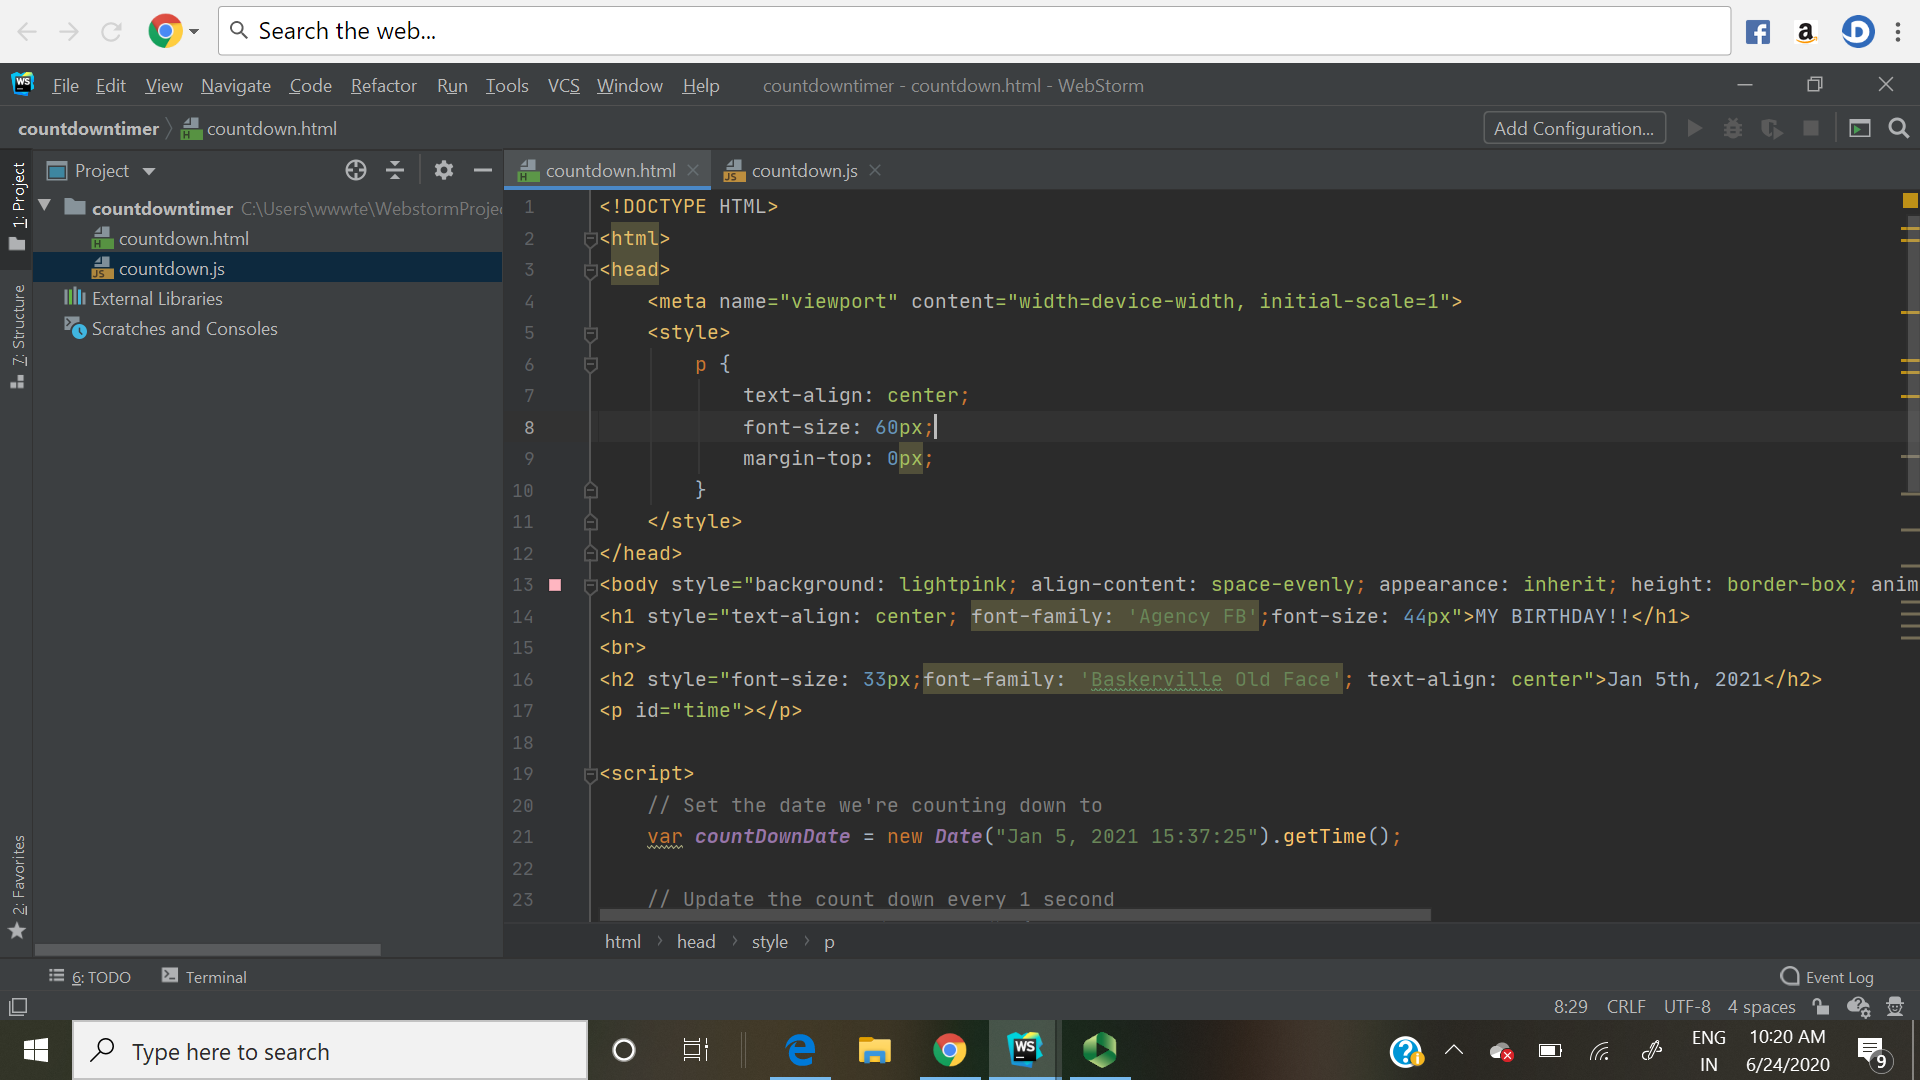 Search the web...
File Edit View Navigate Code Refactor Run Tools VCS Window Help countdowntimer - countdown.html - WebStorm
countdowntimer countdown.html Add Configuration...
1: Project
7: Structure
2: Favorites
Project
countdowntimer C:\Users\wwwte\WebstormProjec
countdown.html
countdown.js
External Libraries
Scratches and Consoles
countdown.html countdown.js
1 <!DOCTYPE HTML>
2 <html>
3 <head>
4 <meta name="viewport" content="width=device-width, initial-scale=1">
5 <style>
6 p {
7 text-align: center;
8 font-size: 60px;
9 margin-top: 0px;
10 }
11 </style>
12 </head>
13 <body style="background: lightpink; align-content: space-evenly; appearance: inherit; height: border-box; anim
14 <h1 style="text-align: center; font-family: 'Agency FB';font-size: 44px">MY BIRTHDAY!!</h1>
15 <br>
16 <h2 style="font-size: 33px;font-family: 'Baskerville Old Face'; text-align: center">Jan 5th, 2021</h2>
17 <p id="time"></p>
18
19 <script>
20 // Set the date we're counting down to
21 var countDownDate = new Date("Jan 5, 2021 15:37:25").getTime();
22
23 // Update the count down every 1 second
html head style p
6: TODO Terminal Event Log
8:29 CRLF UTF-8 4 spaces
Type here to search
ENG
IN
10:20 AM
6/24/2020
9